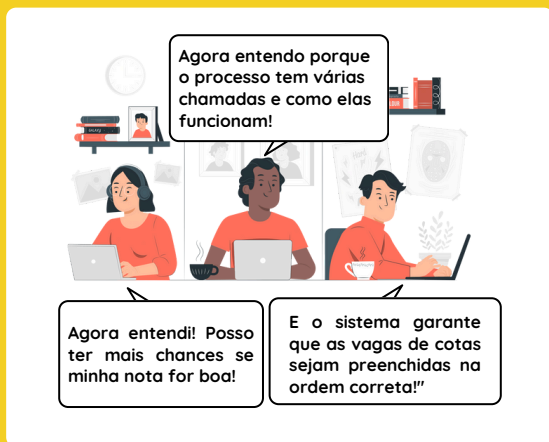 Agora entendo porque
o processo tem várias
chamadas e como elas
funcionam!
GALAXY
Agora entendi! Posso
ter mais chances se
minha nota for boa!
E o sistema garante
que as vagas de cotas
sejam preenchidas na
ordem correta!"